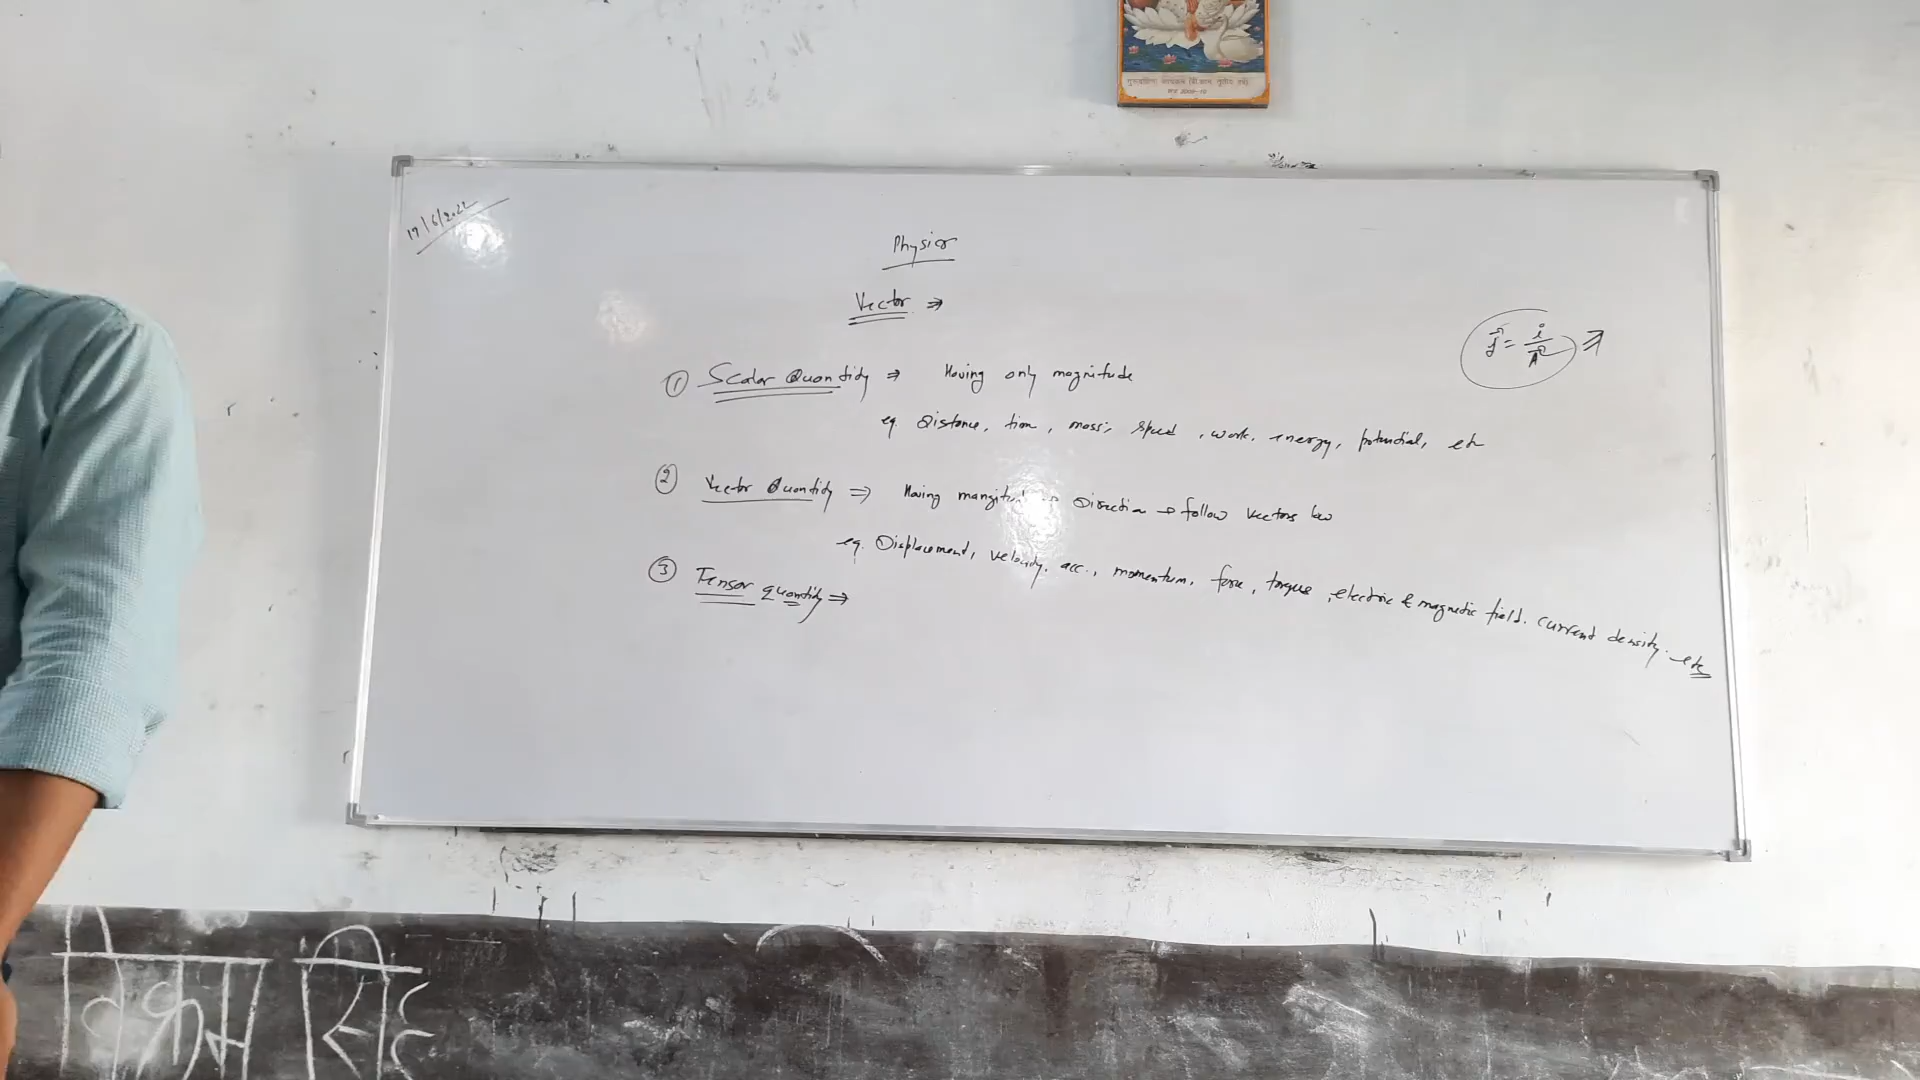 17/6/2022
Physics
Vector ⇒
j⃗ = i/A⃗ ⇒
① Scalar Quantity ⇒ Having only magnitude
eg. Distance, time, mass, speed, work, energy, potential, etc
② Vector Quantity ⇒ Having Direction → follow vectors law
eg. Displacement, velocity, acc., momentum, force, torque, electric & magnetic field. current density. etc
③ Tensor quantity ⇒
विक्रम सिंह